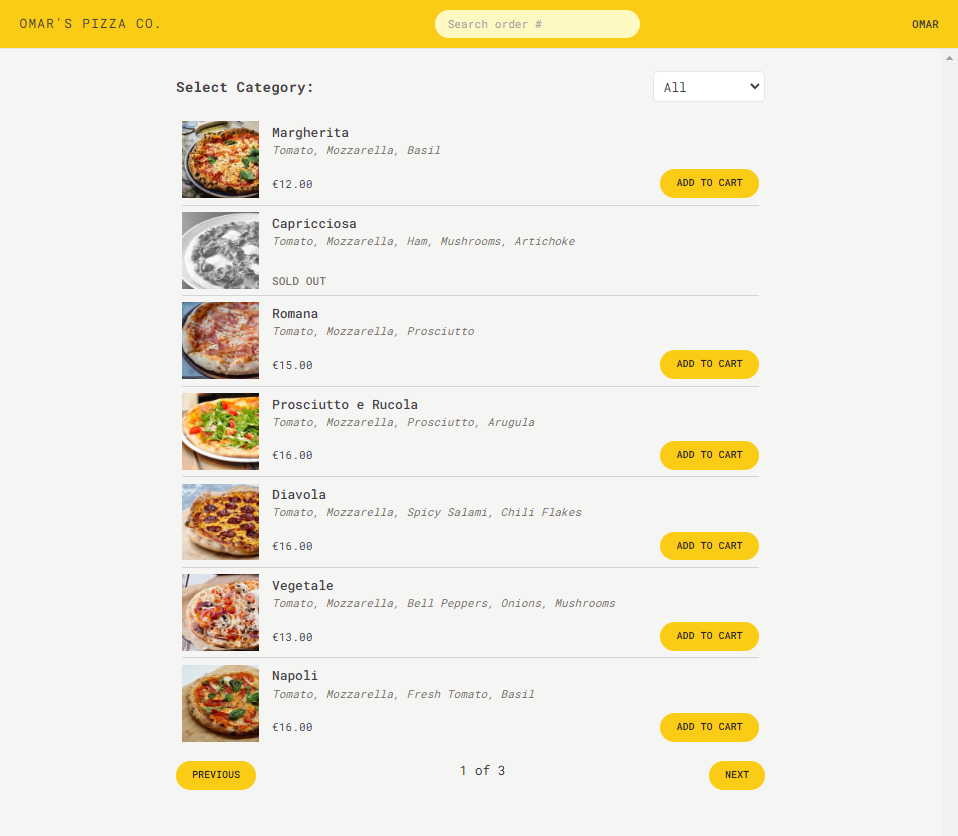 OMAR'S PIZZA CO.
Search order #
OMAR
Select Category:
All
Margherita
Tomato, Mozzarella, Basil
€12.00
ADD TO CART
Capricciosa
Tomato, Mozzarella, Ham, Mushrooms, Artichoke
SOLD OUT
Romana
Tomato, Mozzarella, Prosciutto
€15.00
ADD TO CART
Prosciutto e Rucola
Tomato, Mozzarella, Prosciutto, Arugula
€16.00
ADD TO CART
Diavola
Tomato, Mozzarella, Spicy Salami, Chili Flakes
€16.00
ADD TO CART
Vegetale
Tomato, Mozzarella, Bell Peppers, Onions, Mushrooms
€13.00
ADD TO CART
Napoli
Tomato, Mozzarella, Fresh Tomato, Basil
€16.00
ADD TO CART
PREVIOUS
1 of 3
NEXT